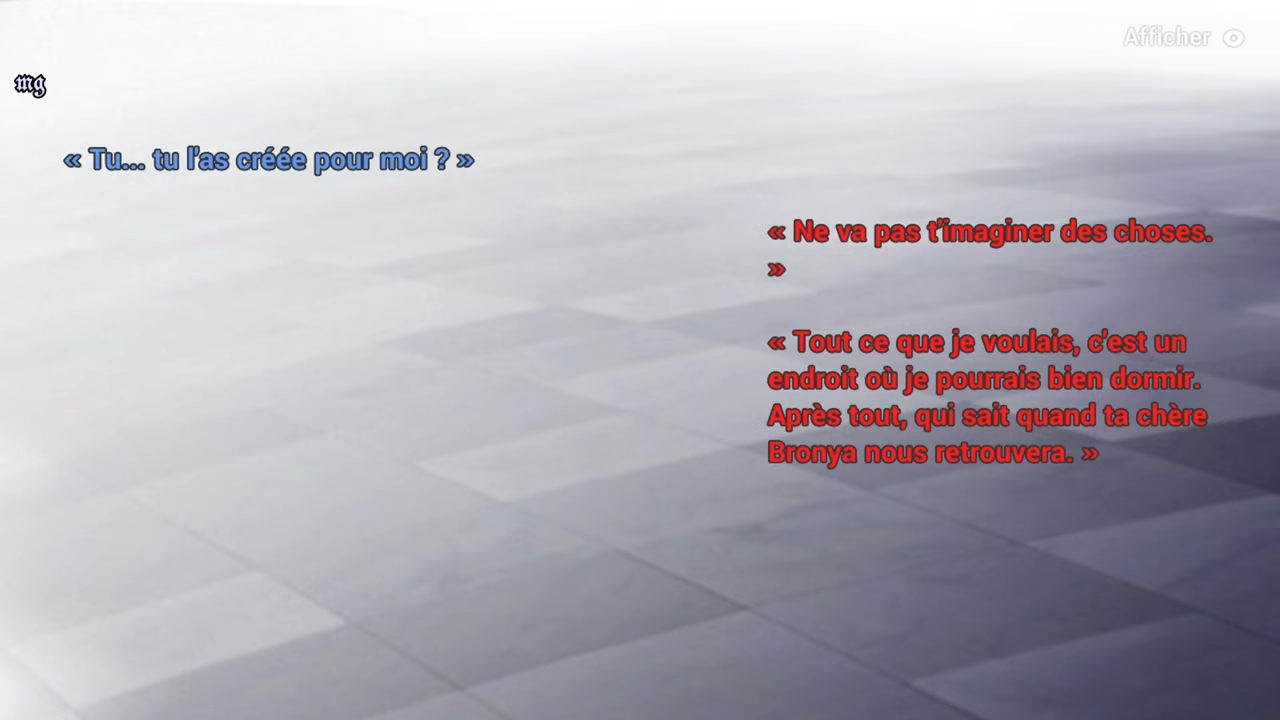 Afficher
mg
« Tu... tu l'as créée pour moi ? »
« Ne va pas t'imaginer des choses.
»
« Tout ce que je voulais, c'est un
endroit où je pourrais bien dormir.
Après tout, qui sait quand ta chère
Bronya nous retrouvera. »